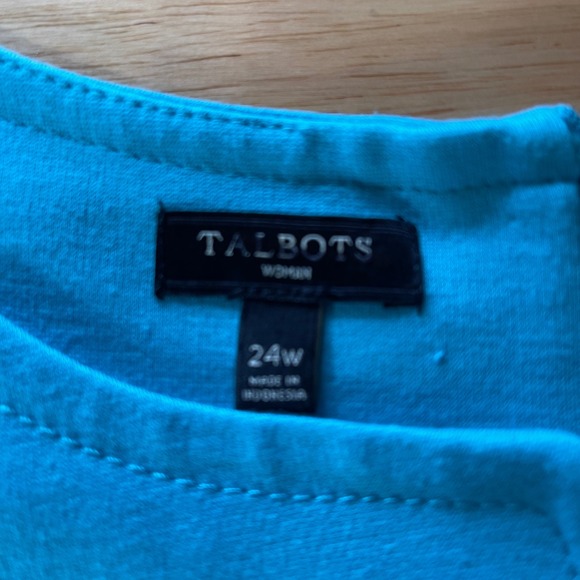 TALBOTS
WOMAN
24W
MADE IN
INDONESIA